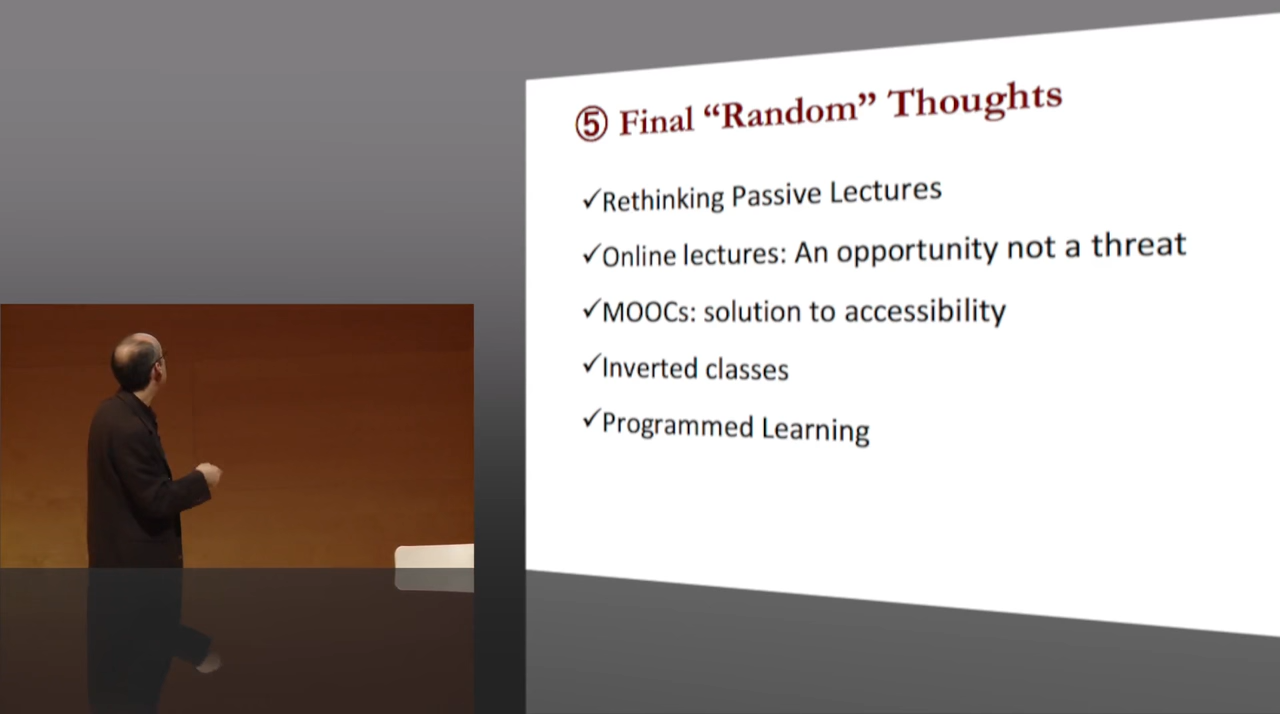 ⑤ Final “Random” Thoughts
✓Rethinking Passive Lectures
✓Online lectures: An opportunity not a threat
✓MOOCs: solution to accessibility
✓Inverted classes
✓Programmed Learning